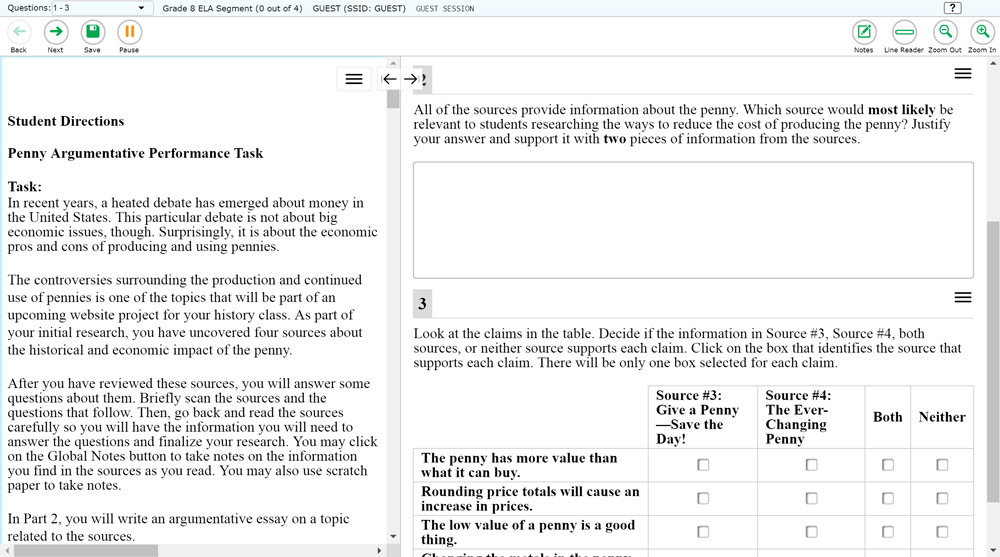 Questions: 1 - 3
Grade 8 ELA Segment (0 out of 4) GUEST (SSID: GUEST) GUEST SESSION
?
Back Next Save Pause
Notes Line Reader Zoom Out Zoom In
Student Directions
Penny Argumentative Performance Task
Task:
In recent years, a heated debate has emerged about money in
the United States. This particular debate is not about big
economic issues, though. Surprisingly, it is about the economic
pros and cons of producing and using pennies.
The controversies surrounding the production and continued
use of pennies is one of the topics that will be part of an
upcoming website project for your history class. As part of
your initial research, you have uncovered four sources about
the historical and economic impact of the penny.
After you have reviewed these sources, you will answer some
questions about them. Briefly scan the sources and the
questions that follow. Then, go back and read the sources
carefully so you will have the information you will need to
answer the questions and finalize your research. You may click
on the Global Notes button to take notes on the information
you find in the sources as you read. You may also use scratch
paper to take notes.
In Part 2, you will write an argumentative essay on a topic
related to the sources.
2
All of the sources provide information about the penny. Which source would most likely be
relevant to students researching the ways to reduce the cost of producing the penny? Justify
your answer and support it with two pieces of information from the sources.
3
Look at the claims in the table. Decide if the information in Source #3, Source #4, both
sources, or neither source supports each claim. Click on the box that identifies the source that
supports each claim. There will be only one box selected for each claim.
Source #3:
Give a Penny
—Save the
Day!
Source #4:
The Ever-
Changing
Penny
Both
Neither
The penny has more value than
what it can buy.
Rounding price totals will cause an
increase in prices.
The low value of a penny is a good
thing.
Changing the metals in the penny